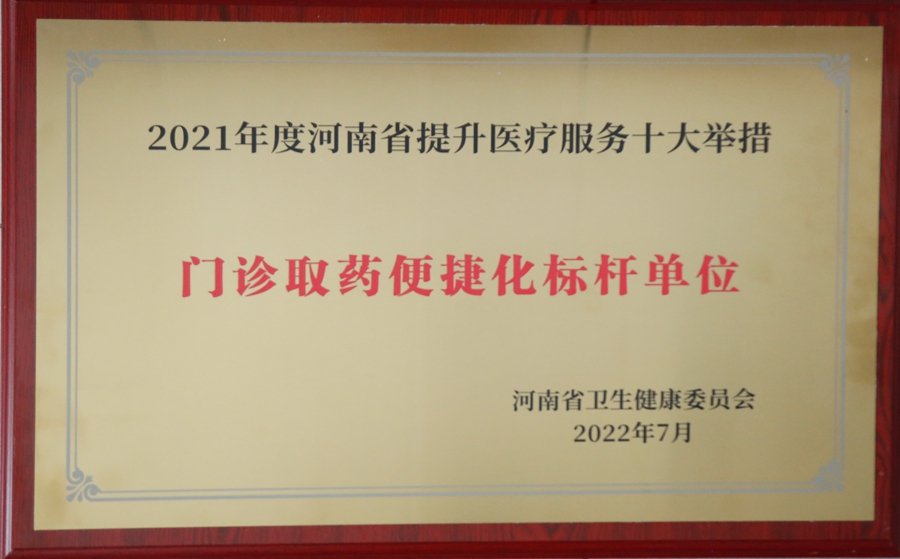 2021年度河南省提升医疗服务十大举措
门诊取药便捷化标杆单位
河南省卫生健康委员会
2022年7月